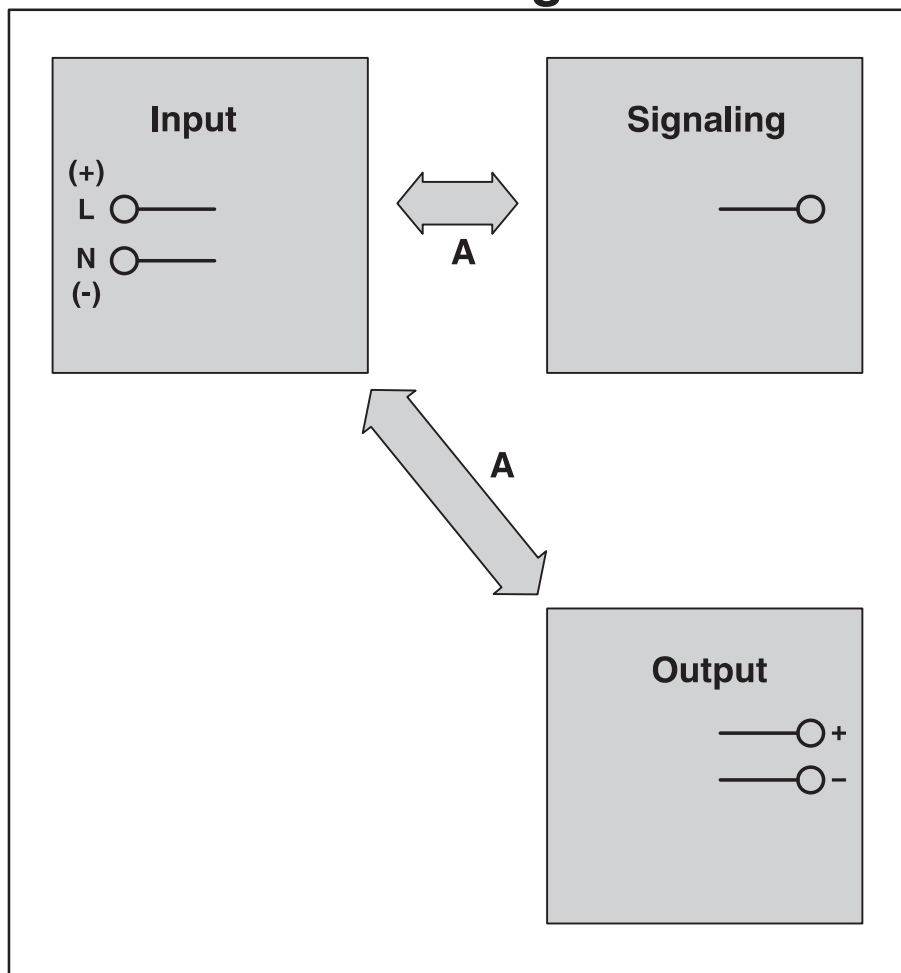 Input
Signaling
(+)
L
N
(-)
A
A
Output
+
−